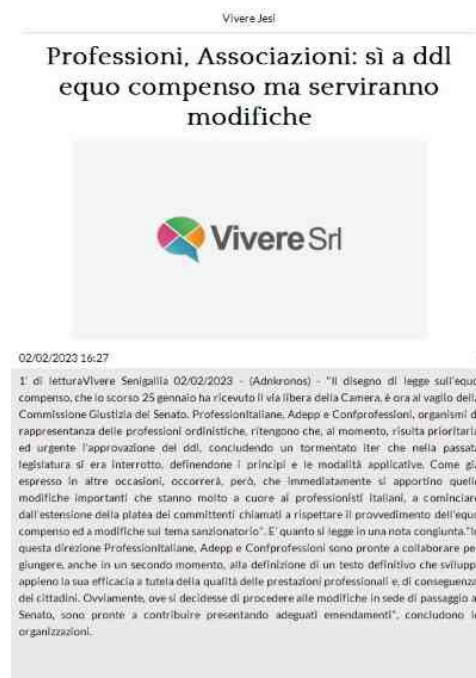 Vivere Jesi
Professioni, Associazioni: sì a ddl
equo compenso ma serviranno
modifiche
Vivere Srl
02/02/2023 16:27
1' di letturaVivere Senigallia 02/02/2023 - (Adnkronos) - "Il disegno di legge sull'equo
compenso, che lo scorso 25 gennaio ha ricevuto il via libera della Camera, è ora al vaglio della
Commissione Giustizia del Senato. ProfessionItaliane, Adepp e Confprofessioni, organismi d
rappresentanza delle professioni ordinistiche, ritengono che, al momento, risulta prioritaria
ed urgente l'approvazione del ddl, concludendo un tormentato iter che nella passata
legislatura si era interrotto, definendone i principi e le modalità applicative. Come già
espresso in altre occasioni, occorrerà, però, che immediatamente si apportino quelle
modifiche importanti che stanno molto a cuore ai professionisti italiani, a cominciare
dall'estensione della platea dei committenti chiamati a rispettare il provvedimento dell'equo
compenso ed a modifiche sul tema sanzionatorio". E' quanto si legge in una nota congiunta."In
questa direzione ProfessionItaliane, Adepp e Confprofessioni sono pronte a collaborare per
giungere, anche in un secondo momento, alla definizione di un testo definitivo che sviluppi
appieno la sua efficacia a tutela della qualità delle prestazioni professionali e, di conseguenza
dei cittadini. Ovviamente, ove si decidesse di procedere alle modifiche in sede di passaggio al
Senato, sono pronte a contribuire presentando adeguati emendamenti", concludono le
organizzazioni.